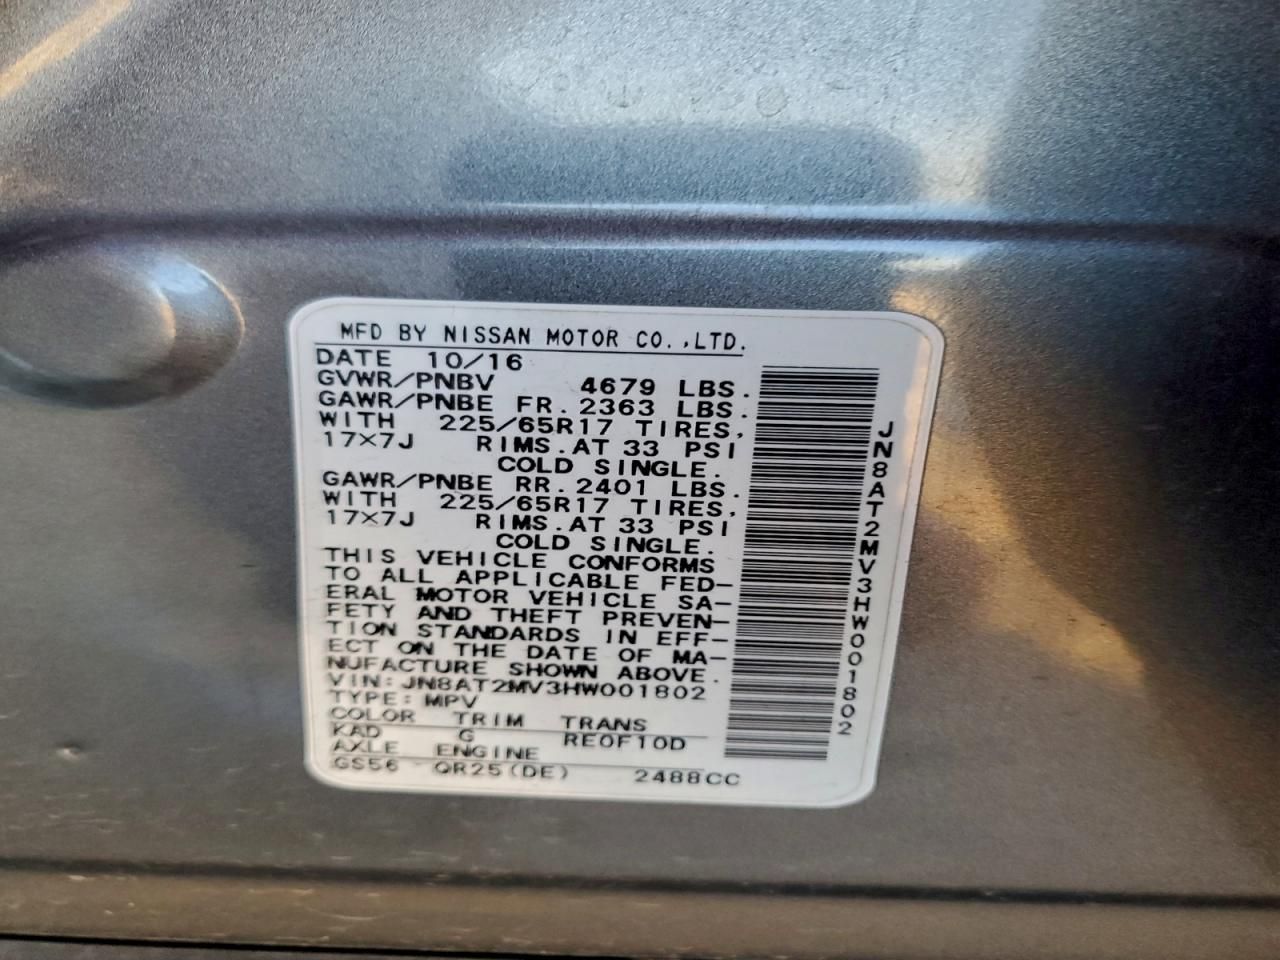 MFD BY NISSAN MOTOR CO.,LTD.
DATE 10/16
GVWR/PNBV 4679 LBS.
GAWR/PNBE FR. 2363 LBS.
WITH 225/65R17 TIRES,
17X7J RIMS.AT 33 PSI
COLD SINGLE.
GAWR/PNBE RR. 2401 LBS.
WITH 225/65R17 TIRES,
17X7J RIMS.AT 33 PSI
COLD SINGLE.
THIS VEHICLE CONFORMS
TO ALL APPLICABLE FED-
ERAL MOTOR VEHICLE SA-
FETY AND THEFT PREVEN-
TION STANDARDS IN EFF-
ECT ON THE DATE OF MA-
NUFACTURE SHOWN ABOVE.
VIN:JN8AT2MV3HW001802
TYPE:MPV
COLOR TRIM TRANS
KAD G RE0F10D
AXLE ENGINE
GS56 QR25(DE) 2488CC
JN8AT2MV3HW001802